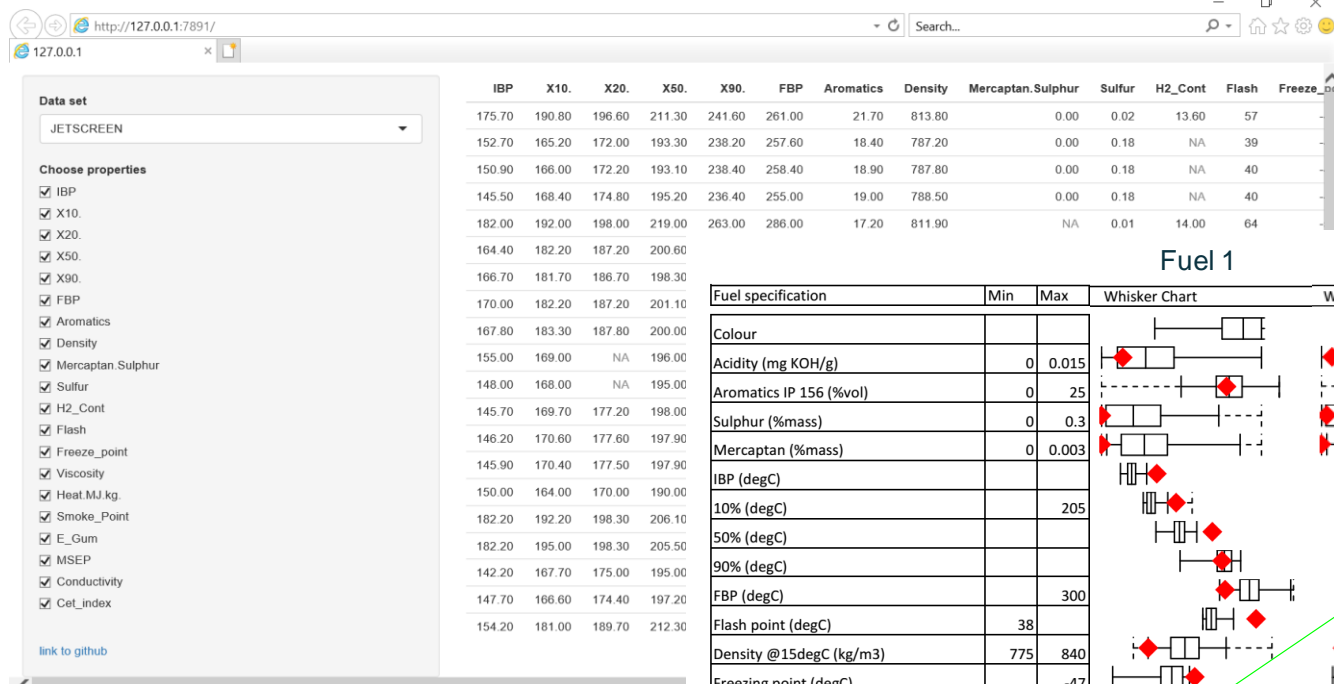 http://127.0.0.1:7891/
Search...
127.0.0.1
Data set
JETSCREEN
Choose properties
IBP
X10.
X20.
X50.
X90.
FBP
Aromatics
Density
Mercaptan.Sulphur
Sulfur
H2_Cont
Flash
Freeze_point
Viscosity
Heat.MJ.kg.
Smoke_Point
E_Gum
MSEP
Conductivity
Cet_index
link to github
IBP X10. X20. X50. X90. FBP Aromatics Density Mercaptan.Sulphur Sulfur H2_Cont Flash
175.70 190.80 196.60 211.30 241.60 261.00 21.70 813.80 0.00 0.02 13.60 57
152.70 165.20 172.00 193.30 238.20 257.60 18.40 787.20 0.00 0.18 NA 39
150.90 166.00 172.20 193.10 238.40 258.40 18.90 787.80 0.00 0.18 NA 40
145.50 168.40 174.80 195.20 236.40 255.00 19.00 788.50 0.00 0.18 NA 40
182.00 192.00 198.00 219.00 263.00 286.00 17.20 811.90 NA 0.01 14.00 64
164.40 182.20 187.20 200.60
166.70 181.70 186.70 198.30
170.00 182.20 187.20 201.10
167.80 183.30 187.80 200.00
155.00 169.00 NA 196.00
148.00 168.00 NA 195.00
145.70 169.70 177.20 198.00
146.20 170.60 177.60 197.90
145.90 170.40 177.50 197.90
150.00 164.00 170.00 190.00
182.20 192.20 198.30 206.10
182.20 195.00 198.30 205.50
142.20 167.70 175.00 195.00
147.70 166.60 174.40 197.20
154.20 181.00 189.70 212.30
Fuel 1
Fuel specification Min Max Whisker Chart
Colour
Acidity (mg KOH/g) 0 0.015
Aromatics IP 156 (%vol) 0 25
Sulphur (%mass) 0 0.3
Mercaptan (%mass) 0 0.003
IBP (degC)
10% (degC) 205
50% (degC)
90% (degC)
FBP (degC) 300
Flash point (degC) 38
Density @15degC (kg/m3) 775 840
Freezing point (degC) -47